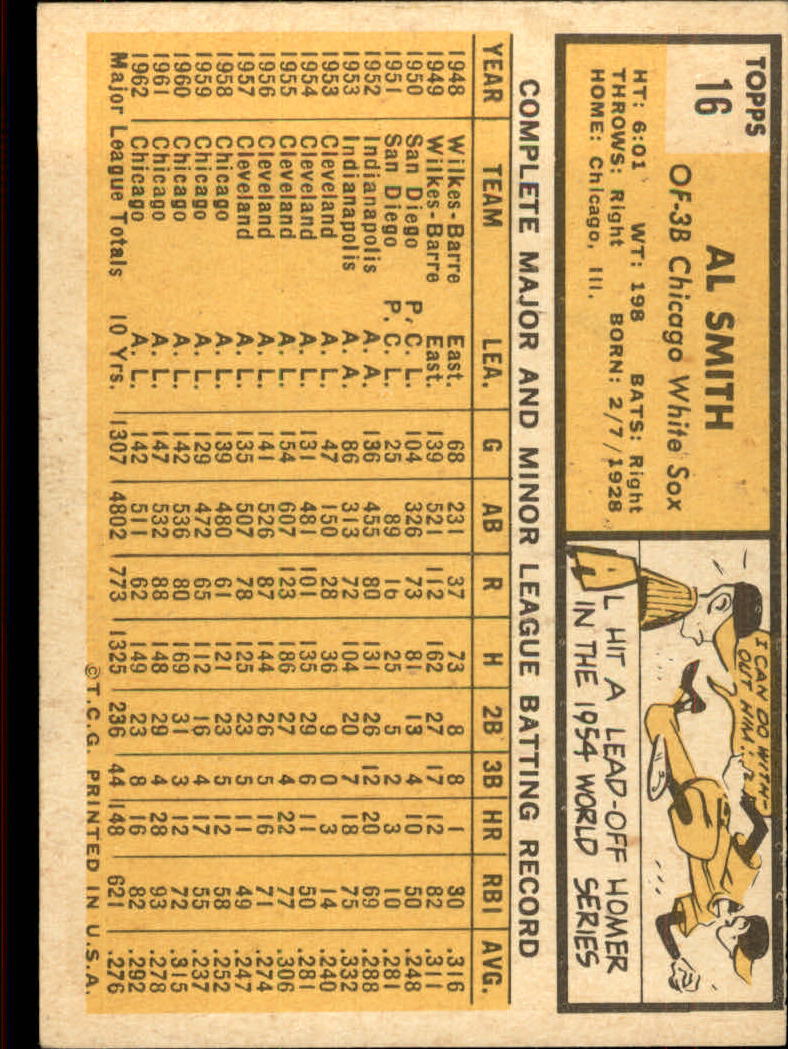 TOPPS
16
AL SMITH
OF-3B Chicago White Sox
HT: 6:01 WT: 198 BATS: Right
THROWS: Right BORN: 2/7/1928
HOME: Chicago, Ill.
I CAN DO WITH-
OUT HIM!
AL HIT A LEAD-OFF HOMER
IN THE 1954 WORLD SERIES
COMPLETE MAJOR AND MINOR LEAGUE BATTING RECORD
YEAR TEAM LEA. G AB R H 2B 3B HR RBI AVG.
1948 Wilkes-Barre East. 68 231 37 73 8 8 1 30 .316
1949 Wilkes-Barre East. 139 521 112 162 27 17 12 82 .311
1950 San Diego P. C. L. 104 326 73 81 13 4 10 50 .248
1951 San Diego P. C. L. 25 89 16 25 5 2 3 10 .281
1952 Indianapolis A. A. 136 455 80 131 26 12 20 69 .288
1953 Indianapolis A. A. 86 313 72 104 20 7 18 75 .332
1953 Cleveland A. L. 47 150 28 36 9 0 3 14 .240
1954 Cleveland A. L. 131 481 101 135 29 6 11 50 .281
1955 Cleveland A. L. 154 607 123 186 27 4 22 77 .306
1956 Cleveland A. L. 141 526 87 144 26 5 16 71 .274
1957 Cleveland A. L. 135 507 78 125 23 5 11 49 .247
1958 Chicago A. L. 139 480 61 121 23 5 12 58 .252
1959 Chicago A. L. 129 472 65 112 16 4 17 55 .237
1960 Chicago A. L. 142 536 80 169 31 3 12 72 .315
1961 Chicago A. L. 147 532 88 148 29 4 28 93 .278
1962 Chicago A. L. 142 511 62 149 23 8 16 82 .292
Major League Totals 10 Yrs. 1307 4802 773 1325 236 44 148 621 .276
©T.C.G. PRINTED IN U.S.A.